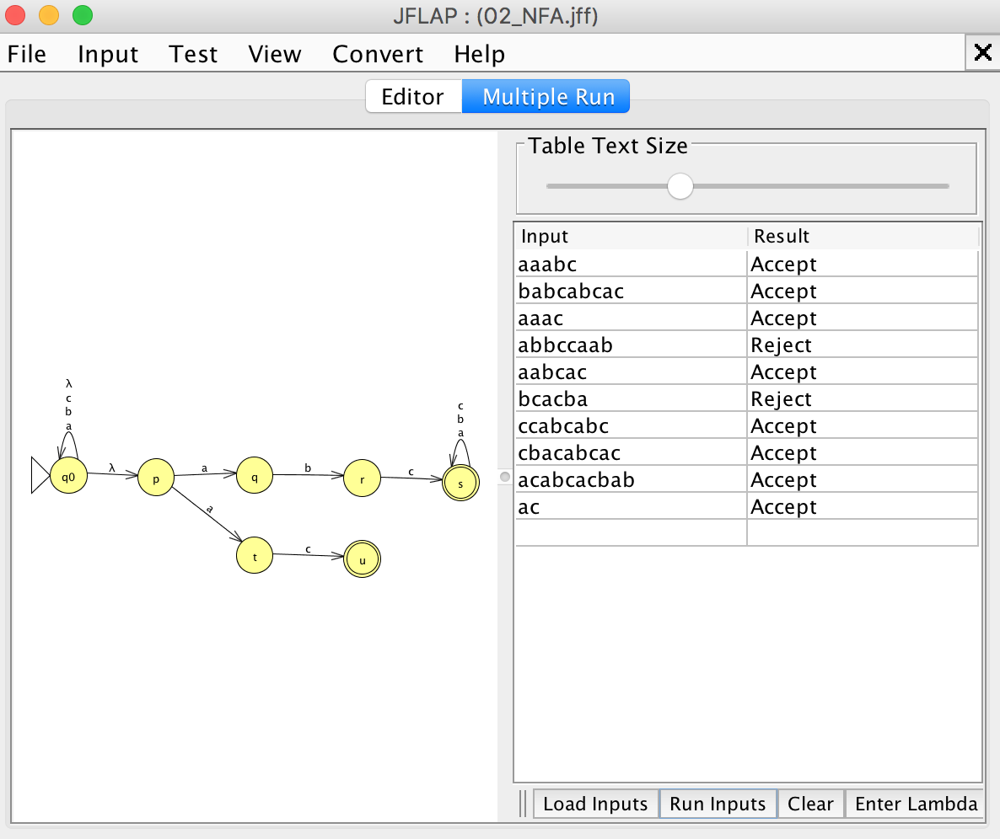 JFLAP : (02_NFA.jff)
File Input Test View Convert Help
Editor Multiple Run
Table Text Size
Input Result
aaabc Accept
babcabcac Accept
aaac Accept
abbccaab Reject
aabcac Accept
bcacba Reject
ccabcabc Accept
cbacabcac Accept
acabcacbab Accept
ac Accept
λ
c
b
a
c
b
a
q0 λ p a q b r c s
a
t c u
Load Inputs Run Inputs Clear Enter Lambda